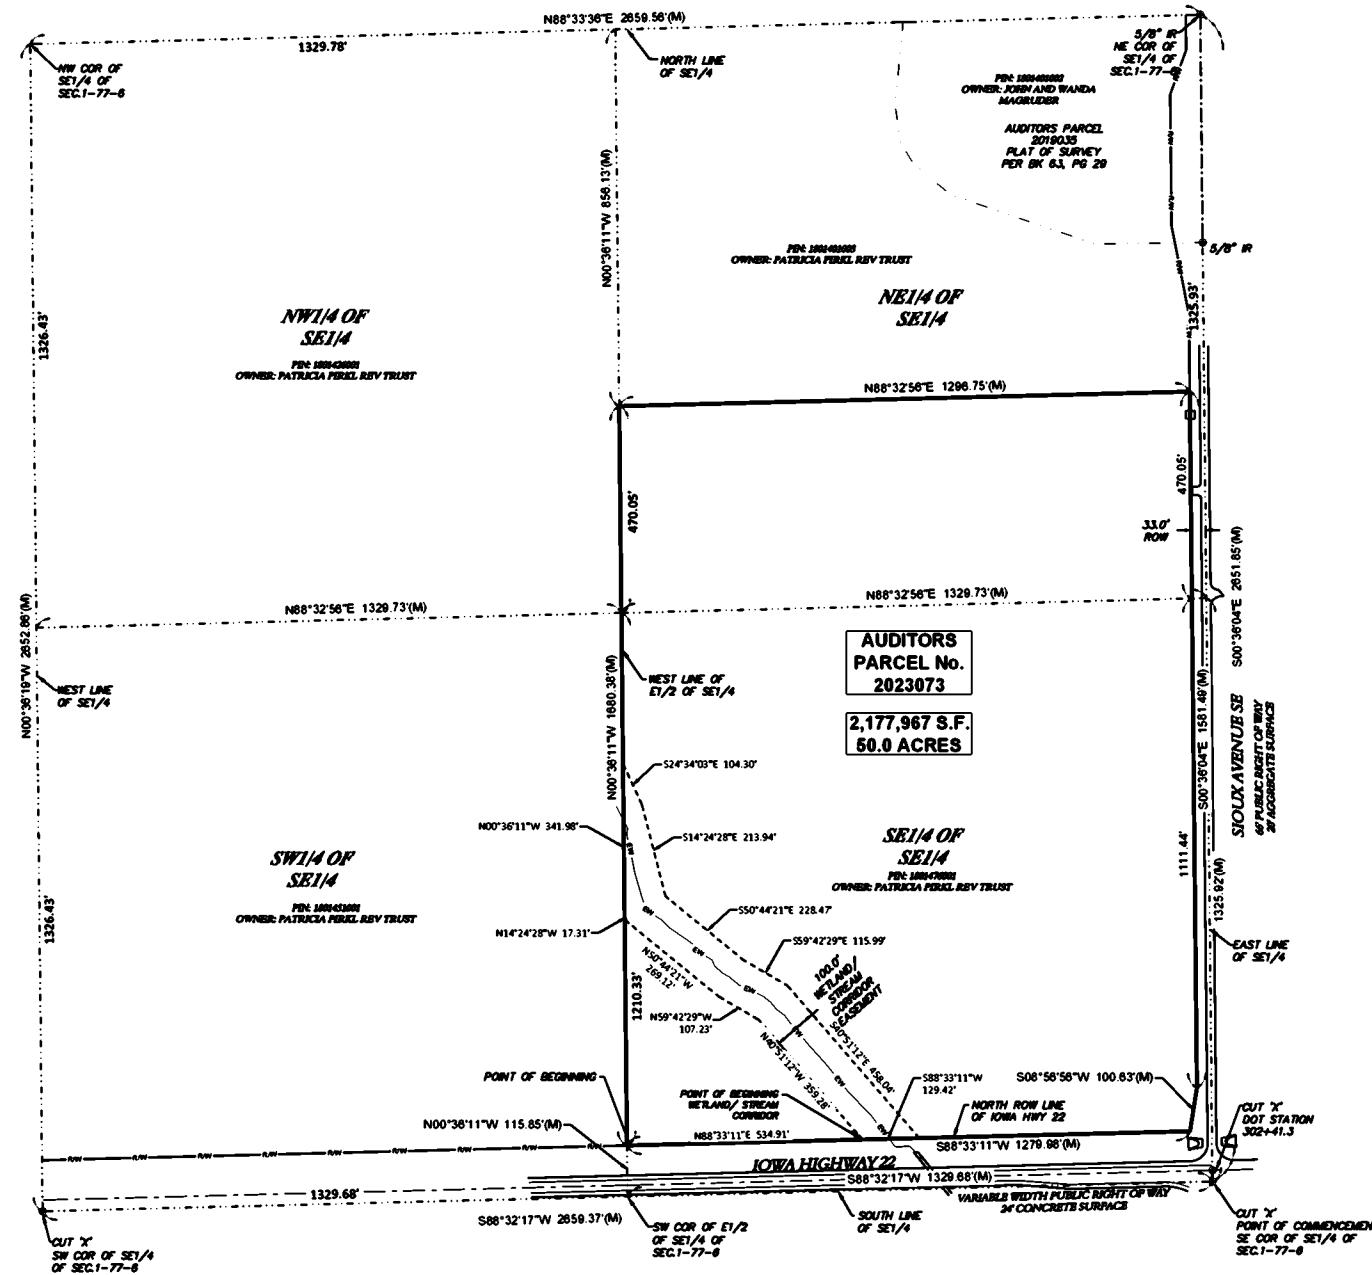 N88°33'36"E 2659.56'(M)
1329.78'
NW COR OF
SE1/4 OF
SEC.1-77-6
NORTH LINE
OF SE1/4
5/8" IR
NE COR OF
SE1/4 OF
SEC.1-77-6
OWNER: JOHN AND WANDA
MAGRUDER
AUDITORS PARCEL
2019035
PLAT OF SURVEY
PER BK 63, PG 29
N00°36'11"W 856.13'(M)
5/8" IR
OWNER: PATRICIA PIRKL REV TRUST
NE1/4 OF
SE1/4
1325.93'
NW1/4 OF
SE1/4
OWNER: PATRICIA PIRKL REV TRUST
1326.43'
N88°32'56"E 1296.75'(M)
470.05'
470.05'
33.0'
ROW
S00°36'04"E 2651.85'(M)
N88°32'56"E 1329.73'(M)
N88°32'56"E 1329.73'(M)
N00°36'19"W 2652.86'(M)
WEST LINE
OF SE1/4
WEST LINE OF
E1/2 OF SE1/4
AUDITORS
PARCEL No.
2023073
2,177,967 S.F.
50.0 ACRES
N00°36'11"W 1680.38'(M)
S00°36'04"E 1581.49'(M)
SIOUX AVENUE SE
66' PUBLIC RIGHT OF WAY
20' AGGREGATE SURFACE
S24°34'03"E 104.30'
N00°36'11"W 341.98'
S14°24'28"E 213.94'
SW1/4 OF
SE1/4
OWNER: PATRICIA PIRKL REV TRUST
1326.43'
SE1/4 OF
SE1/4
OWNER: PATRICIA PIRKL REV TRUST
1111.44'
1325.92'(M)
S50°44'21"E 228.47'
N14°24'28"W 17.31'
S59°42'29"E 115.99'
N50°44'21"W
269.12'
100.0'
WETLAND/
STREAM
CORRIDOR
EASEMENT
EAST LINE
OF SE1/4
1210.33'
N59°42'29"W
107.23'
N40°51'12"W 359.28'
S40°51'12"E 458.04'
POINT OF BEGINNING
POINT OF BEGINNING
WETLAND/ STREAM
CORRIDOR
S88°33'11"W
129.42'
S06°56'56"W 100.63'(M)
NORTH ROW LINE
OF IOWA HWY 22
CUT 'X'
DOT STATION
302+41.3
N00°36'11"W 115.85'(M)
N88°33'11"E 534.91'
S88°33'11"W 1279.98'(M)
R/W R/W R/W R/W R/W R/W
IOWA HIGHWAY 22
S88°32'17"W 1329.68'(M)
1329.68'
VARIABLE WIDTH PUBLIC RIGHT OF WAY
24' CONCRETE SURFACE
S88°32'17"W 2659.37'(M)
CUT 'X'
SW COR OF SE1/4
OF SEC.1-77-6
SW COR OF E1/2
OF SE1/4 OF
SEC.1-77-6
SOUTH LINE
OF SE1/4
CUT 'X'
POINT OF COMMENCEMENT
SE COR OF SE1/4 OF
SEC.1-77-6